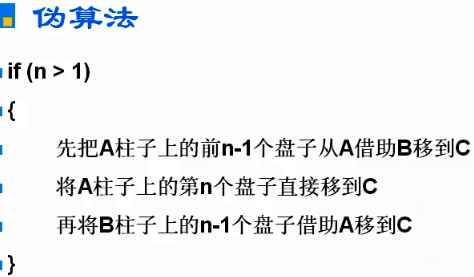 伪算法
if (n > 1)
{
先把A柱子上的前n-1个盘子从A借助B移到C
将A柱子上的第n个盘子直接移到C
再将B柱子上的n-1个盘子借助A移到C
}